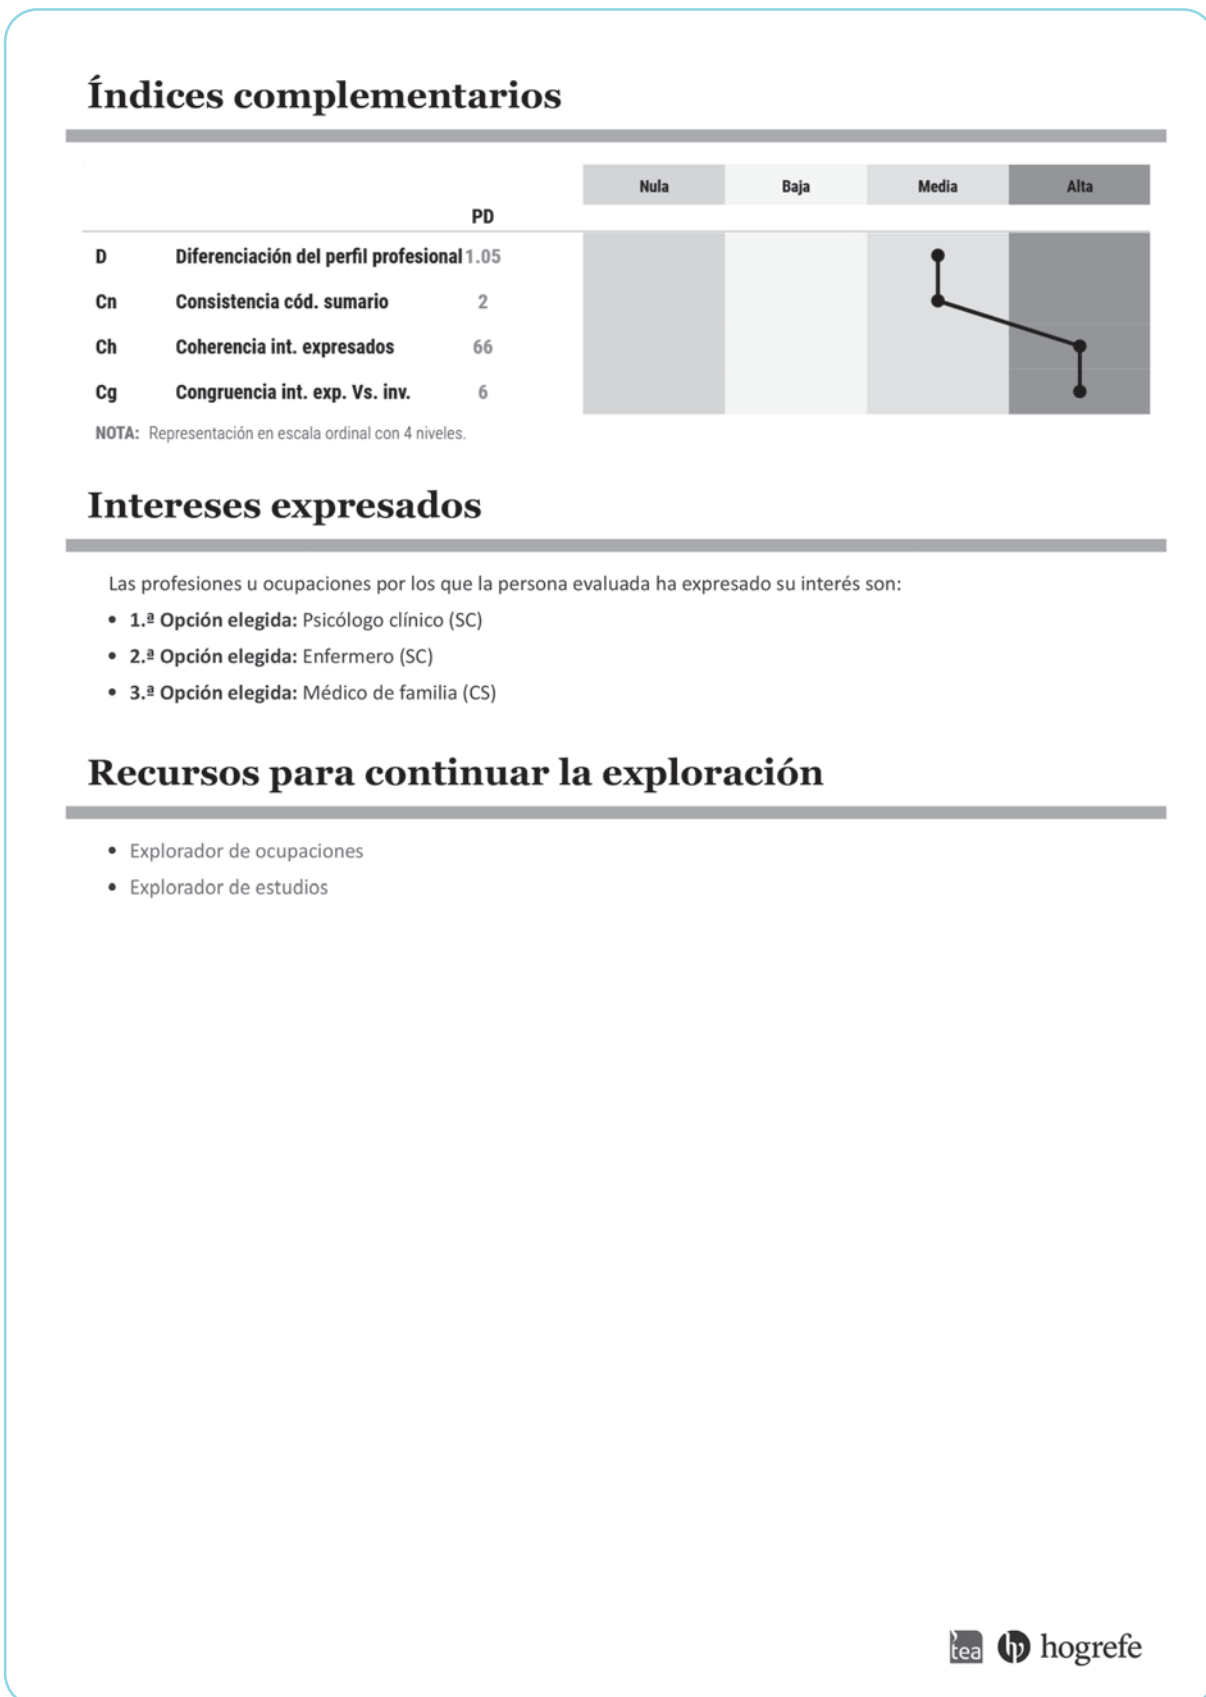 Índices complementarios
Nula Baja Media Alta
PD
D Diferenciación del perfil profesional 1.05
Cn Consistencia cód. sumario 2
Ch Coherencia int. expresados 66
Cg Congruencia int. exp. Vs. inv. 6
NOTA: Representación en escala ordinal con 4 niveles.
Intereses expresados
Las profesiones u ocupaciones por los que la persona evaluada ha expresado su interés son:
• 1.ª Opción elegida: Psicólogo clínico (SC)
• 2.ª Opción elegida: Enfermero (SC)
• 3.ª Opción elegida: Médico de familia (CS)
Recursos para continuar la exploración
• Explorador de ocupaciones
• Explorador de estudios
tea hogrefe